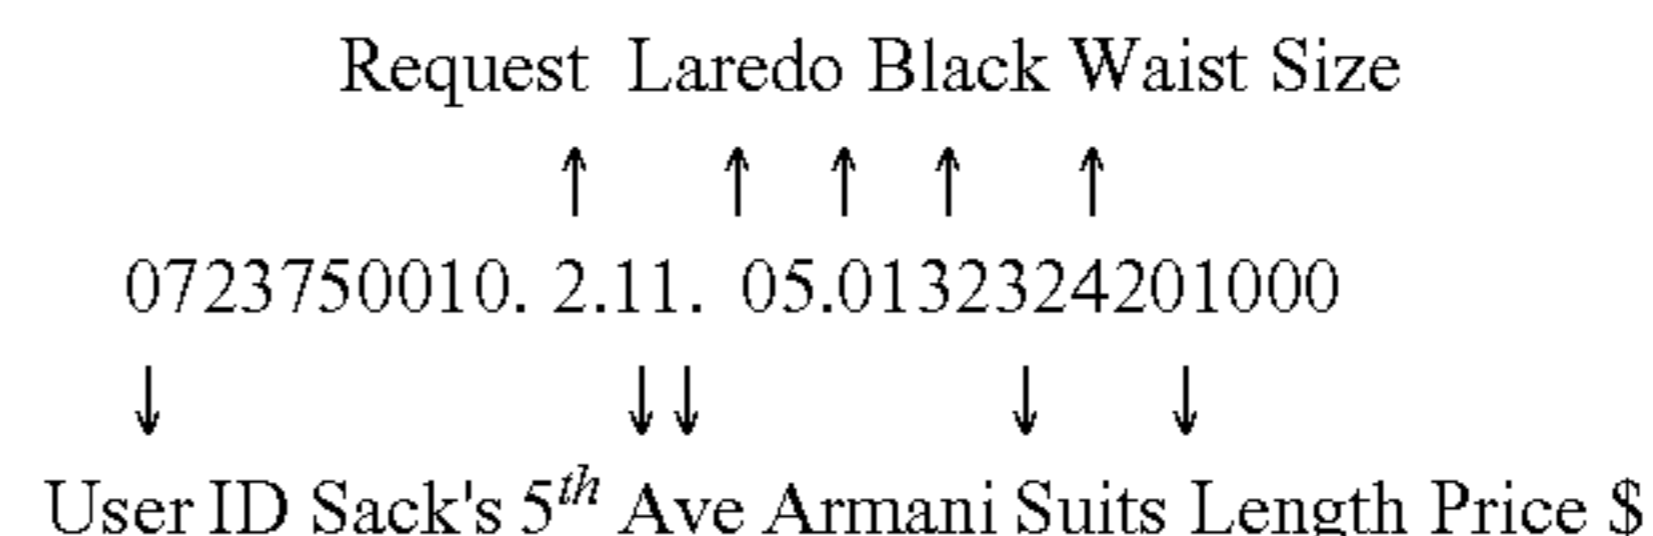 Request Laredo Black Waist Size
↑ ↑ ↑ ↑ ↑
0723750010. 2.11. 05.0132324201000
↓ ↓ ↓ ↓ ↓
User ID Sack's 5th Ave Armani Suits Length Price $